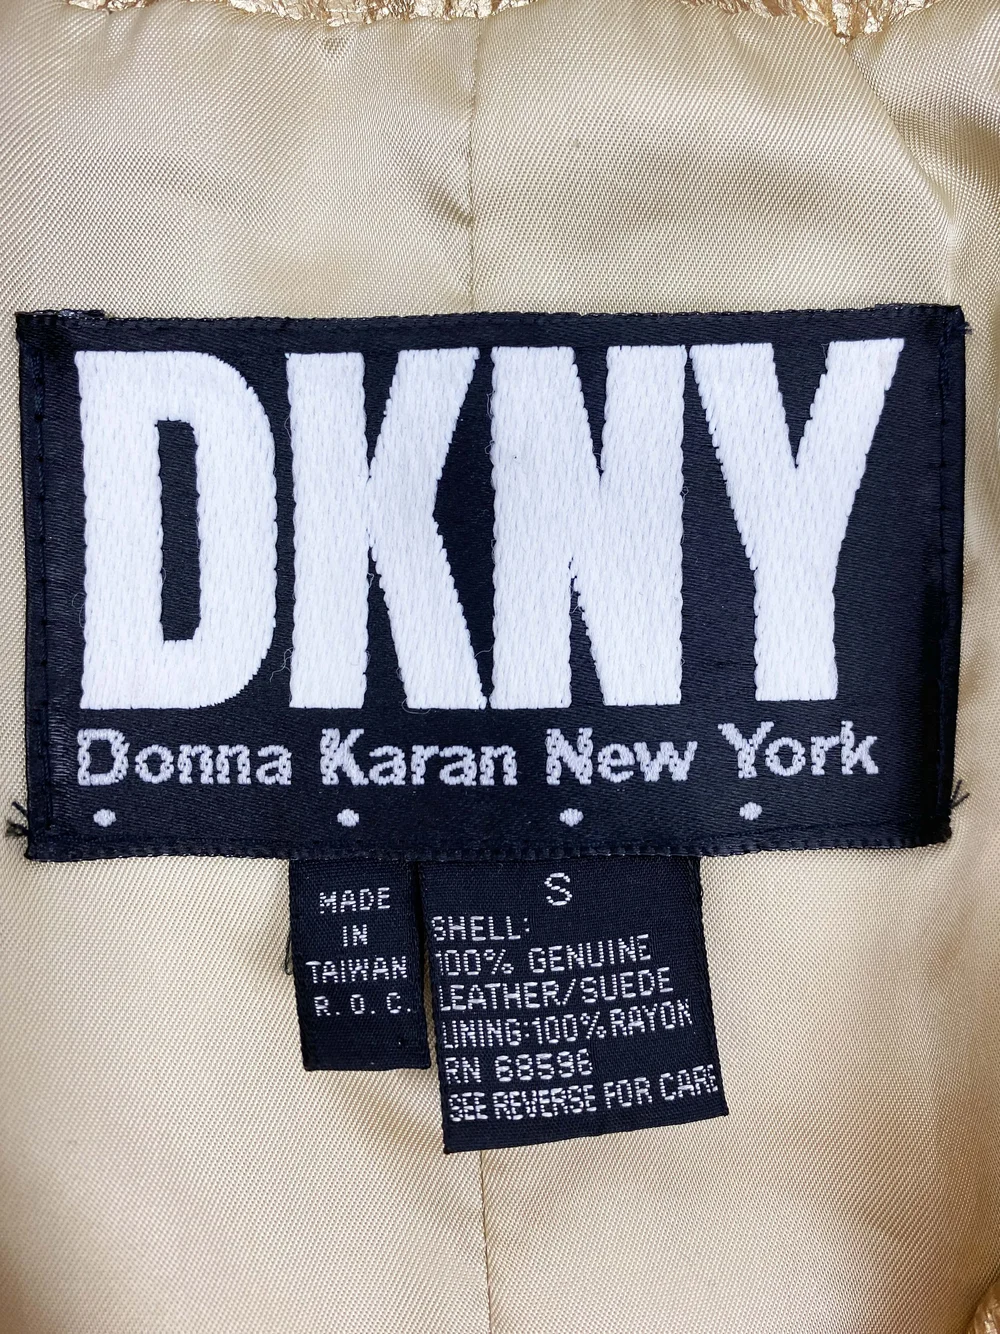 DKNY
Donna Karan New York
MADE
IN
TAIWAN
R. O. C.
S
SHELL:
100% GENUINE
LEATHER/SUEDE
LINING:100% RAYON
RN 68596
SEE REVERSE FOR CARE